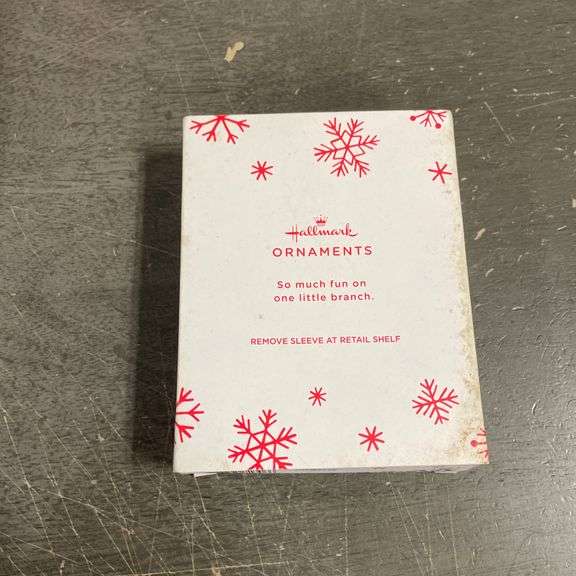 Hallmark
ORNAMENTS
So much fun on
one little branch.
REMOVE SLEEVE AT RETAIL SHELF